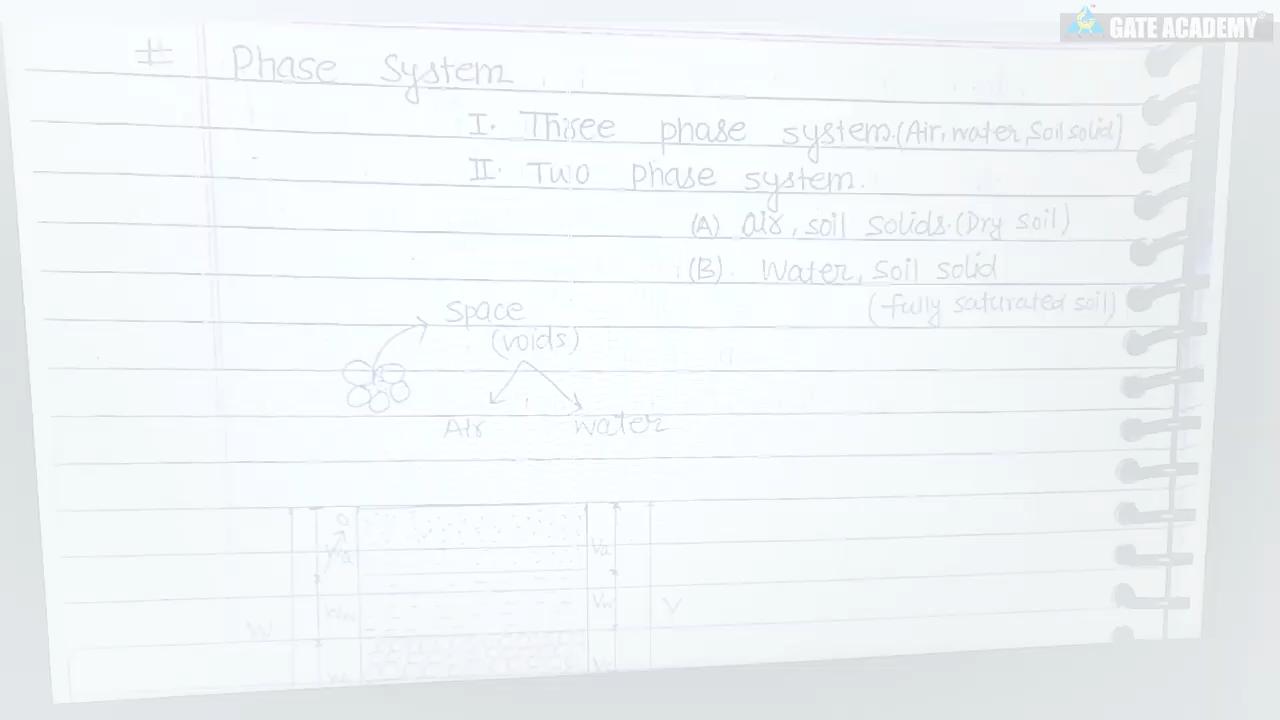 GATE ACADEMY
# Phase System
I. Three phase system. (Air, water, Soil solid)
II. Two phase system.
(A) air, soil solids. (Dry soil)
(B). Water, soil solid
(fully saturated soil)
Space
(voids)
Air water
O
Va
Vw
W V